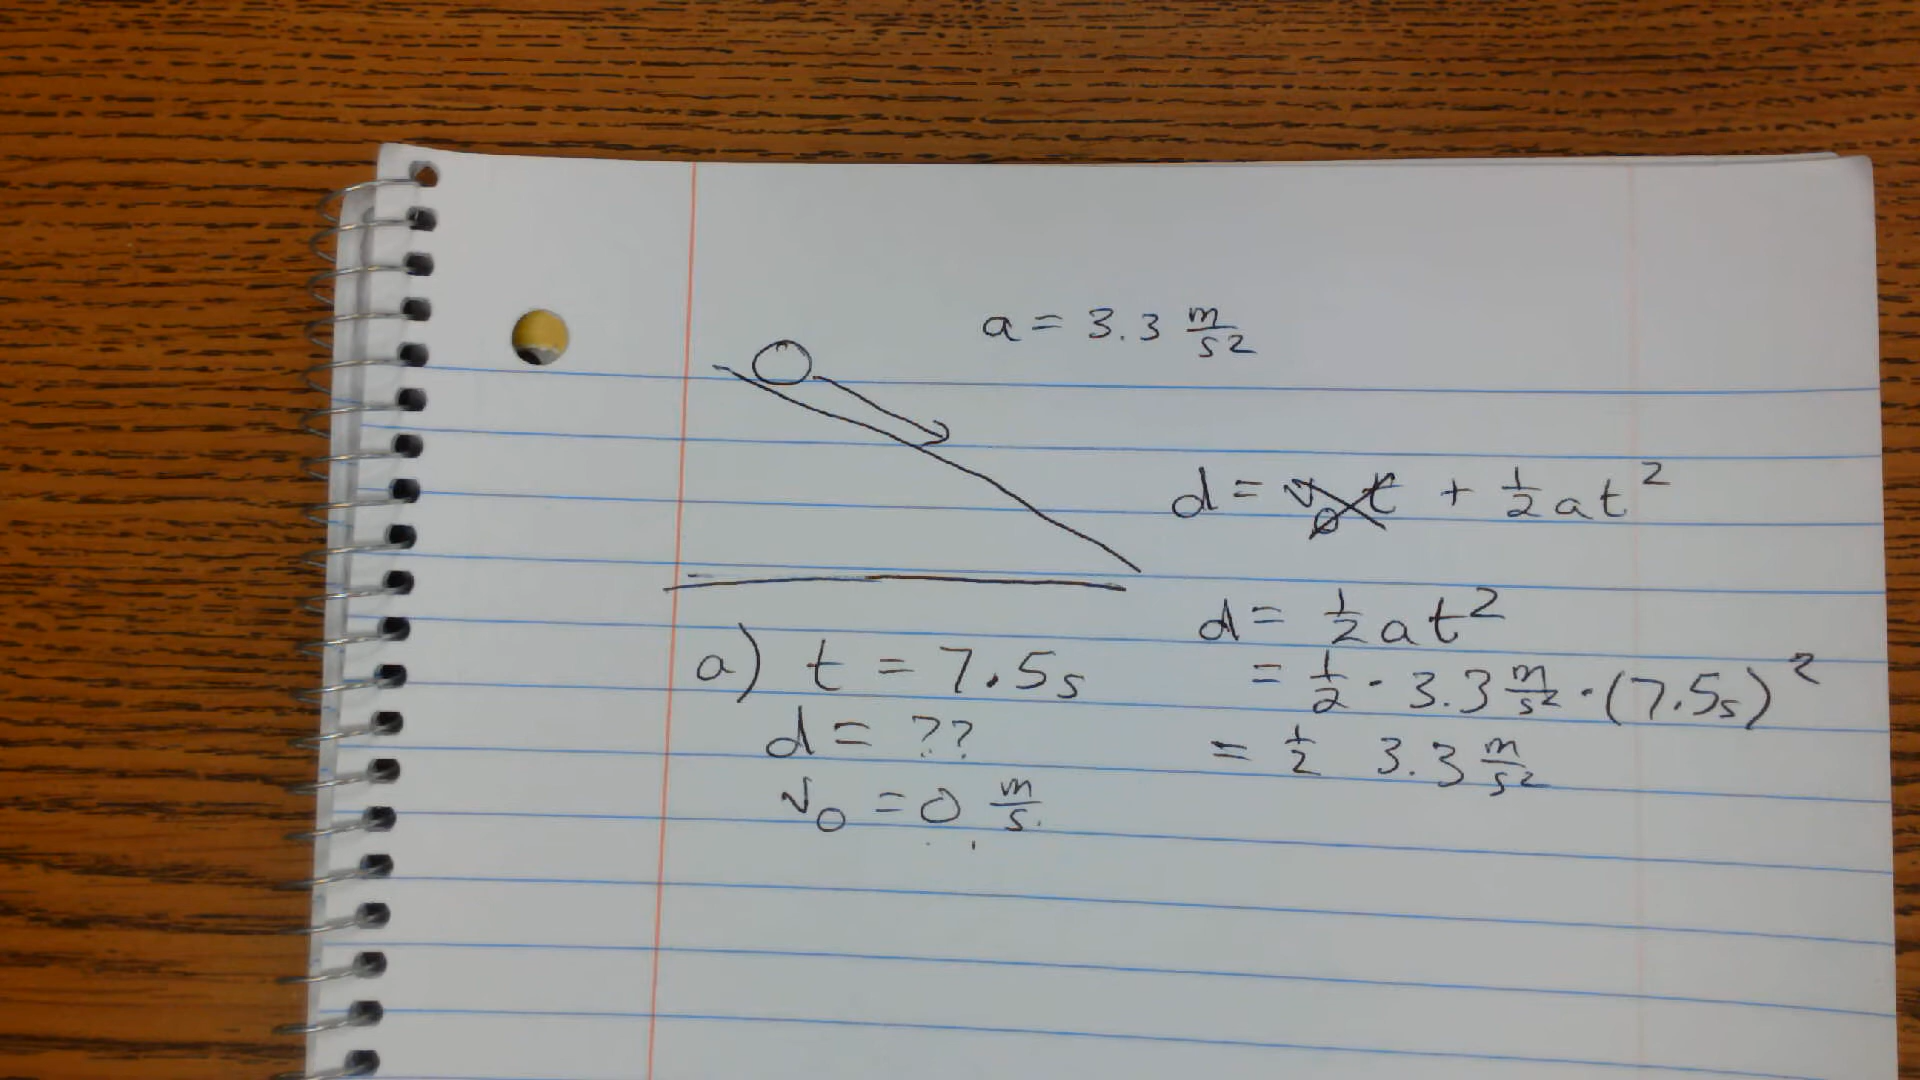 a = 3.3 m/s²
d = v₀t + ½at²
d = ½at²
= ½ · 3.3 m/s² · (7.5s)²
= ½ 3.3 m/s²
a) t = 7.5s
d = ??
v₀ = 0 m/s